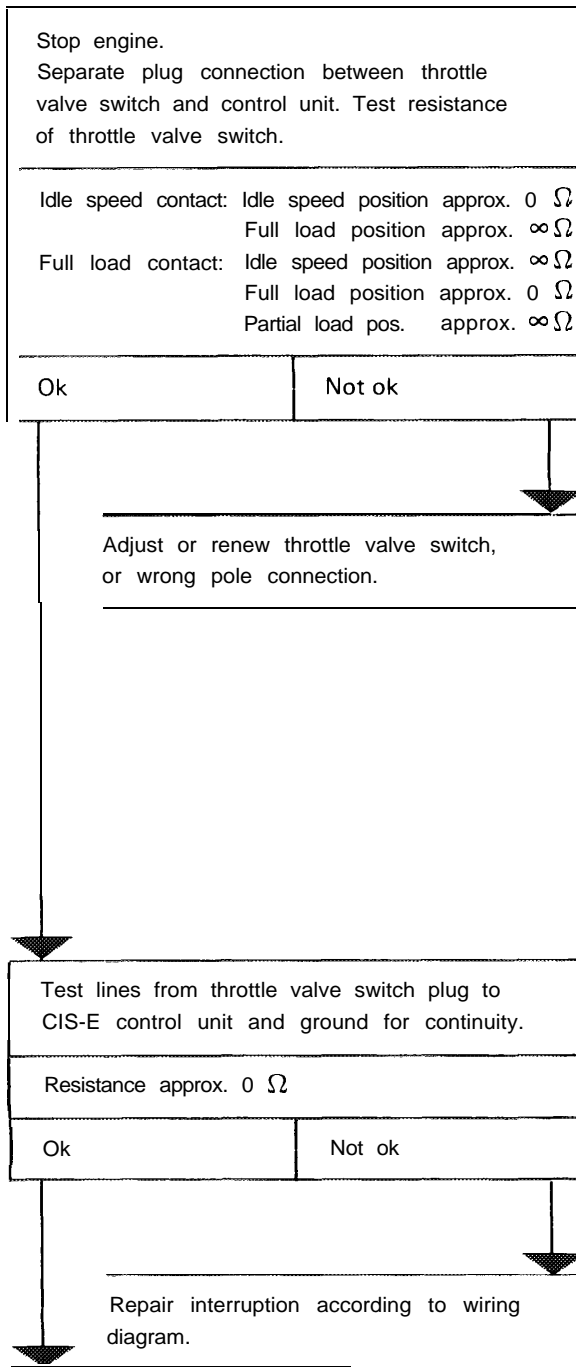 Stop engine.
Separate plug connection between throttle
valve switch and control unit. Test resistance
of throttle valve switch.
Idle speed contact: Idle speed position approx. 0 Ω
Full load position approx. ∞ Ω
Full load contact: Idle speed position approx. ∞ Ω
Full load position approx. 0 Ω
Partial load pos. approx. ∞ Ω
Ok Not ok
Adjust or renew throttle valve switch,
or wrong pole connection.
Test lines from throttle valve switch plug to
CIS-E control unit and ground for continuity.
Resistance approx. 0 Ω
Ok Not ok
Repair interruption according to wiring
diagram.